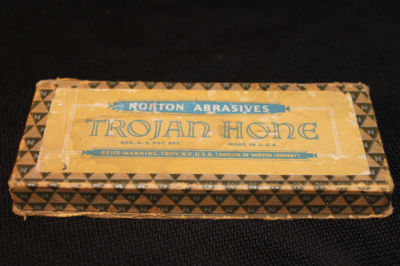 NORTON ABRASIVES
TROJAN HONE
REG. U.S. PAT. OFF. MADE IN U.S.A.
BEHR-MANNING, TROY, N.Y. U.S.A. (DIVISION OF NORTON COMPANY)